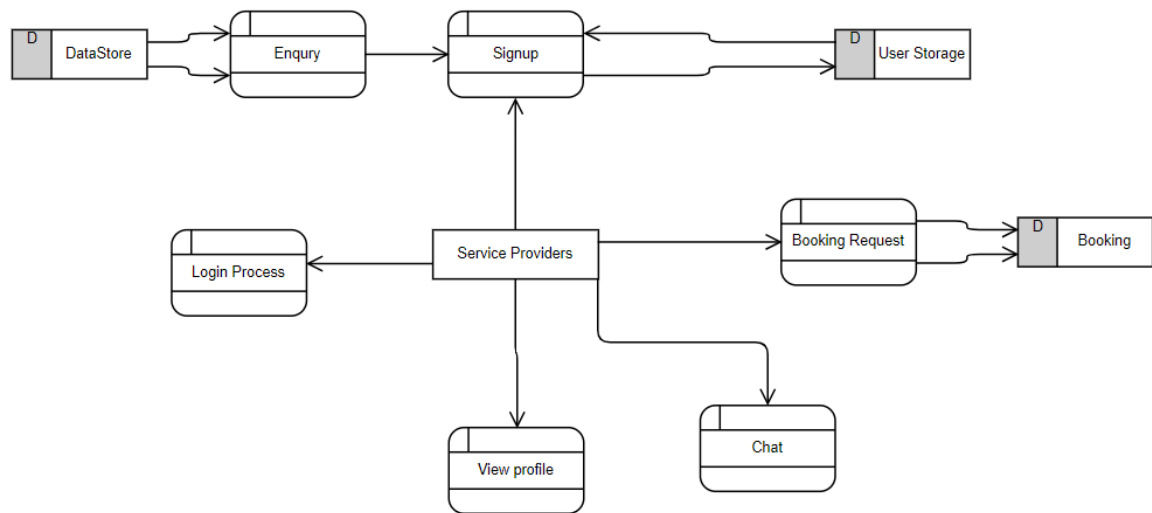 D
DataStore
Enqury
Signup
D
User Storage
Login Process
Service Providers
Booking Request
D
Booking
View profile
Chat